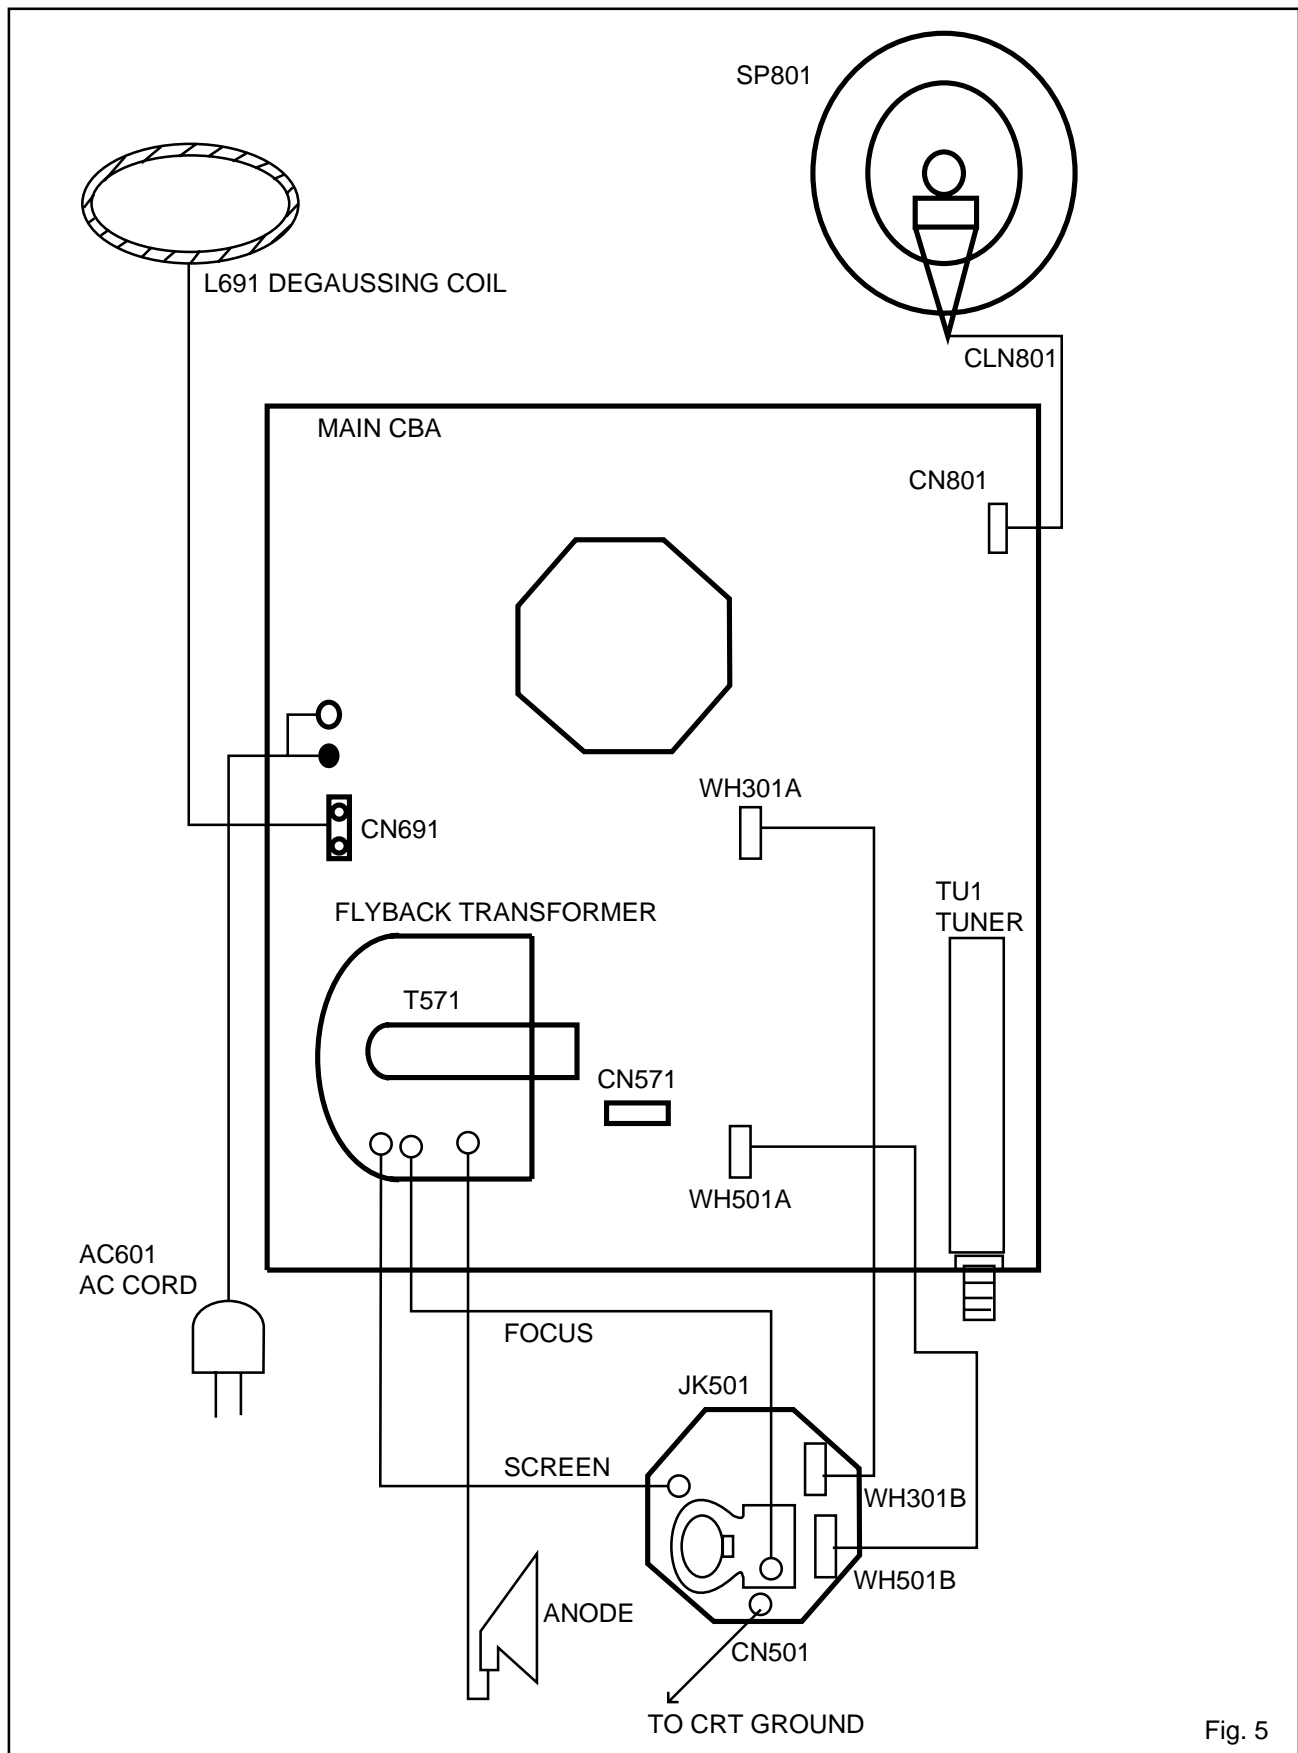 SP801
L691 DEGAUSSING COIL
CLN801
MAIN CBA
CN801
WH301A
CN691
TU1
TUNER
FLYBACK TRANSFORMER
T571
CN571
WH501A
AC601
AC CORD
FOCUS
JK501
SCREEN
WH301B
WH501B
ANODE
CN501
TO CRT GROUND
Fig. 5